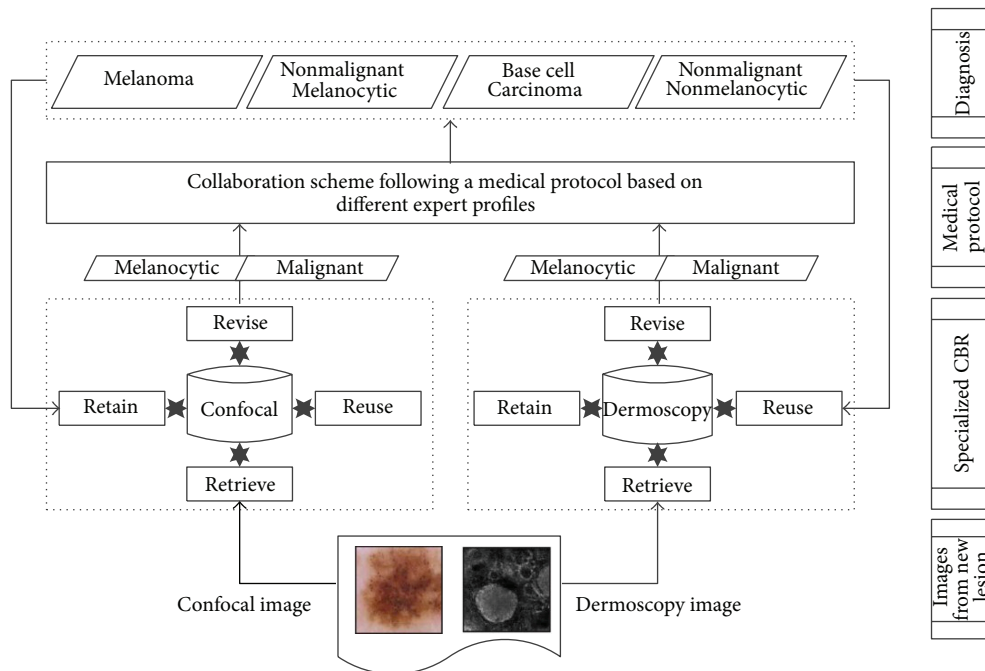 Melanoma
Nonmalignant
Melanocytic
Base cell
Carcinoma
Nonmalignant
Nonmelanocytic
Collaboration scheme following a medical protocol based on
different expert profiles
Melanocytic
Malignant
Melanocytic
Malignant
Revise
Retain
Confocal
Reuse
Retrieve
Revise
Retain
Dermoscopy
Reuse
Retrieve
Confocal image
Dermoscopy image
Diagnosis
Medical
protocol
Specialized CBR
Images
from new
lesion